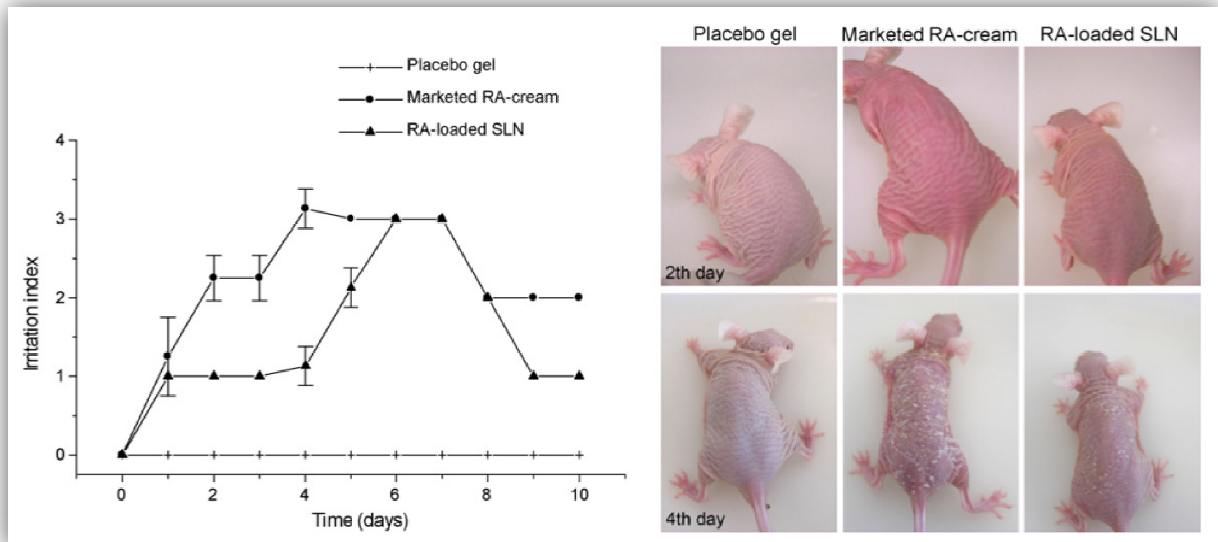 Placebo gel
Marketed RA-cream
RA-loaded SLN
4
3
2
1
0
Irritation index
0 2 4 6 8 10
Time (days)
Placebo gel Marketed RA-cream RA-loaded SLN
2th day
4th day